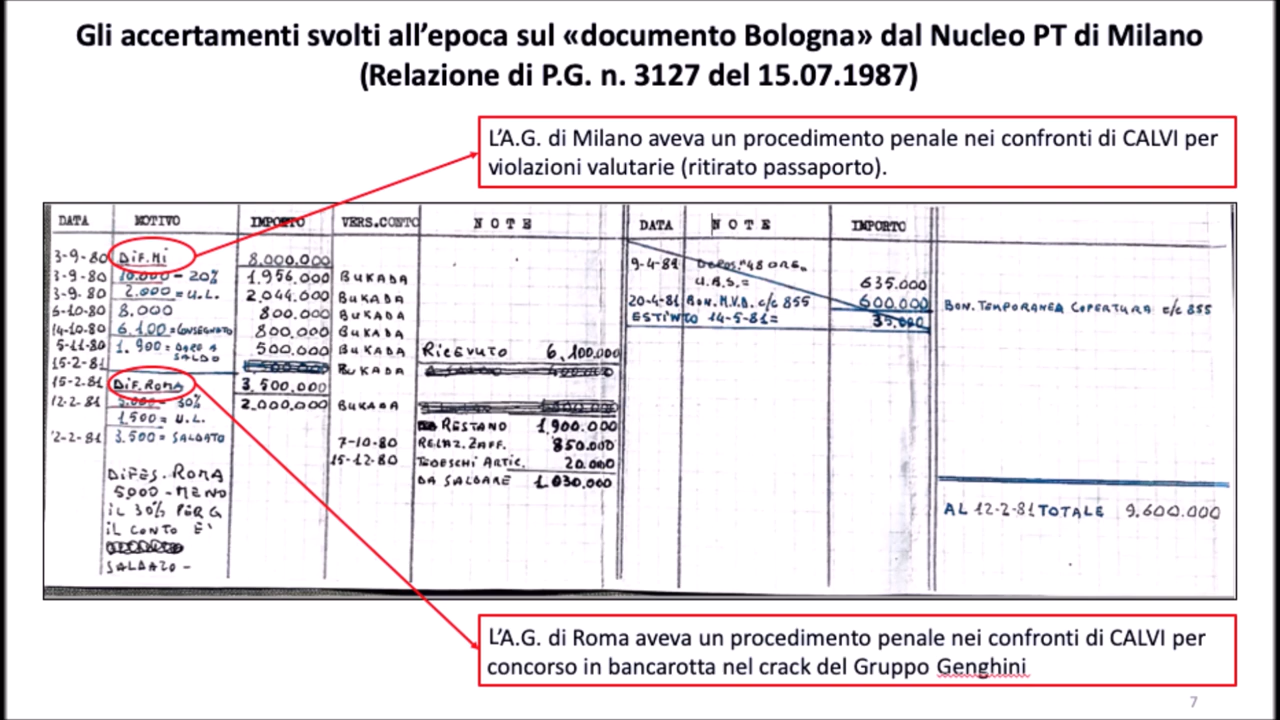 Gli accertamenti svolti all'epoca sul «documento Bologna» dal Nucleo PT di Milano
(Relazione di P.G. n. 3127 del 15.07.1987)
L'A.G. di Milano aveva un procedimento penale nei confronti di CALVI per
violazioni valutarie (ritirato passaporto).
DATA MOTIVO IMPORTO VERS.CONTO NOTE DATA NOTE IMPORTO
3-9-80 DIF.MI 8.000.000
3-9-80 10.000 = 20% 1.956.000 BUKADA
3-9-80 2.000 = U.L. 2.044.000 BUKADA
6-10-80 8.000 800.000 BUKADA
14-10-80 6.100 = CONSEGNATO 800.000 BUKADA
5-11-80 1.900 = DARE A SALDO 500.000 BUKADA RICEVUTO 6,100.000
15-2-81 BUKADA
15-2-81 DIF.ROMA 3.500.000
12-2-81 30% 2.000.000 BUKADA
1,500 = U.L. RESTANO 1,900.000
12-2-81 3.500 = SALDATO 7-10-80 RELAZ. ZAFF. 850.000
15-12-80 TEDESCHI ARTIC. 20.000
DA SALDARE 1.030,000
DIFES. ROMA
5000 - MENO
IL 30% PER G
IL CONTO E'
SALDATO -
9-4-81 DEPOS. "48 ORE"
U.B.S. = 635.000
20-4-81 BON. M.V.D. c/c 855 600.000 BON. TEMPORANEA COPERTURA c/c 855
ESTINTO 14-5-81= 35.000
AL 12-2-81 TOTALE 9,600.000
L'A.G. di Roma aveva un procedimento penale nei confronti di CALVI per
concorso in bancarotta nel crack del Gruppo Genghini
7